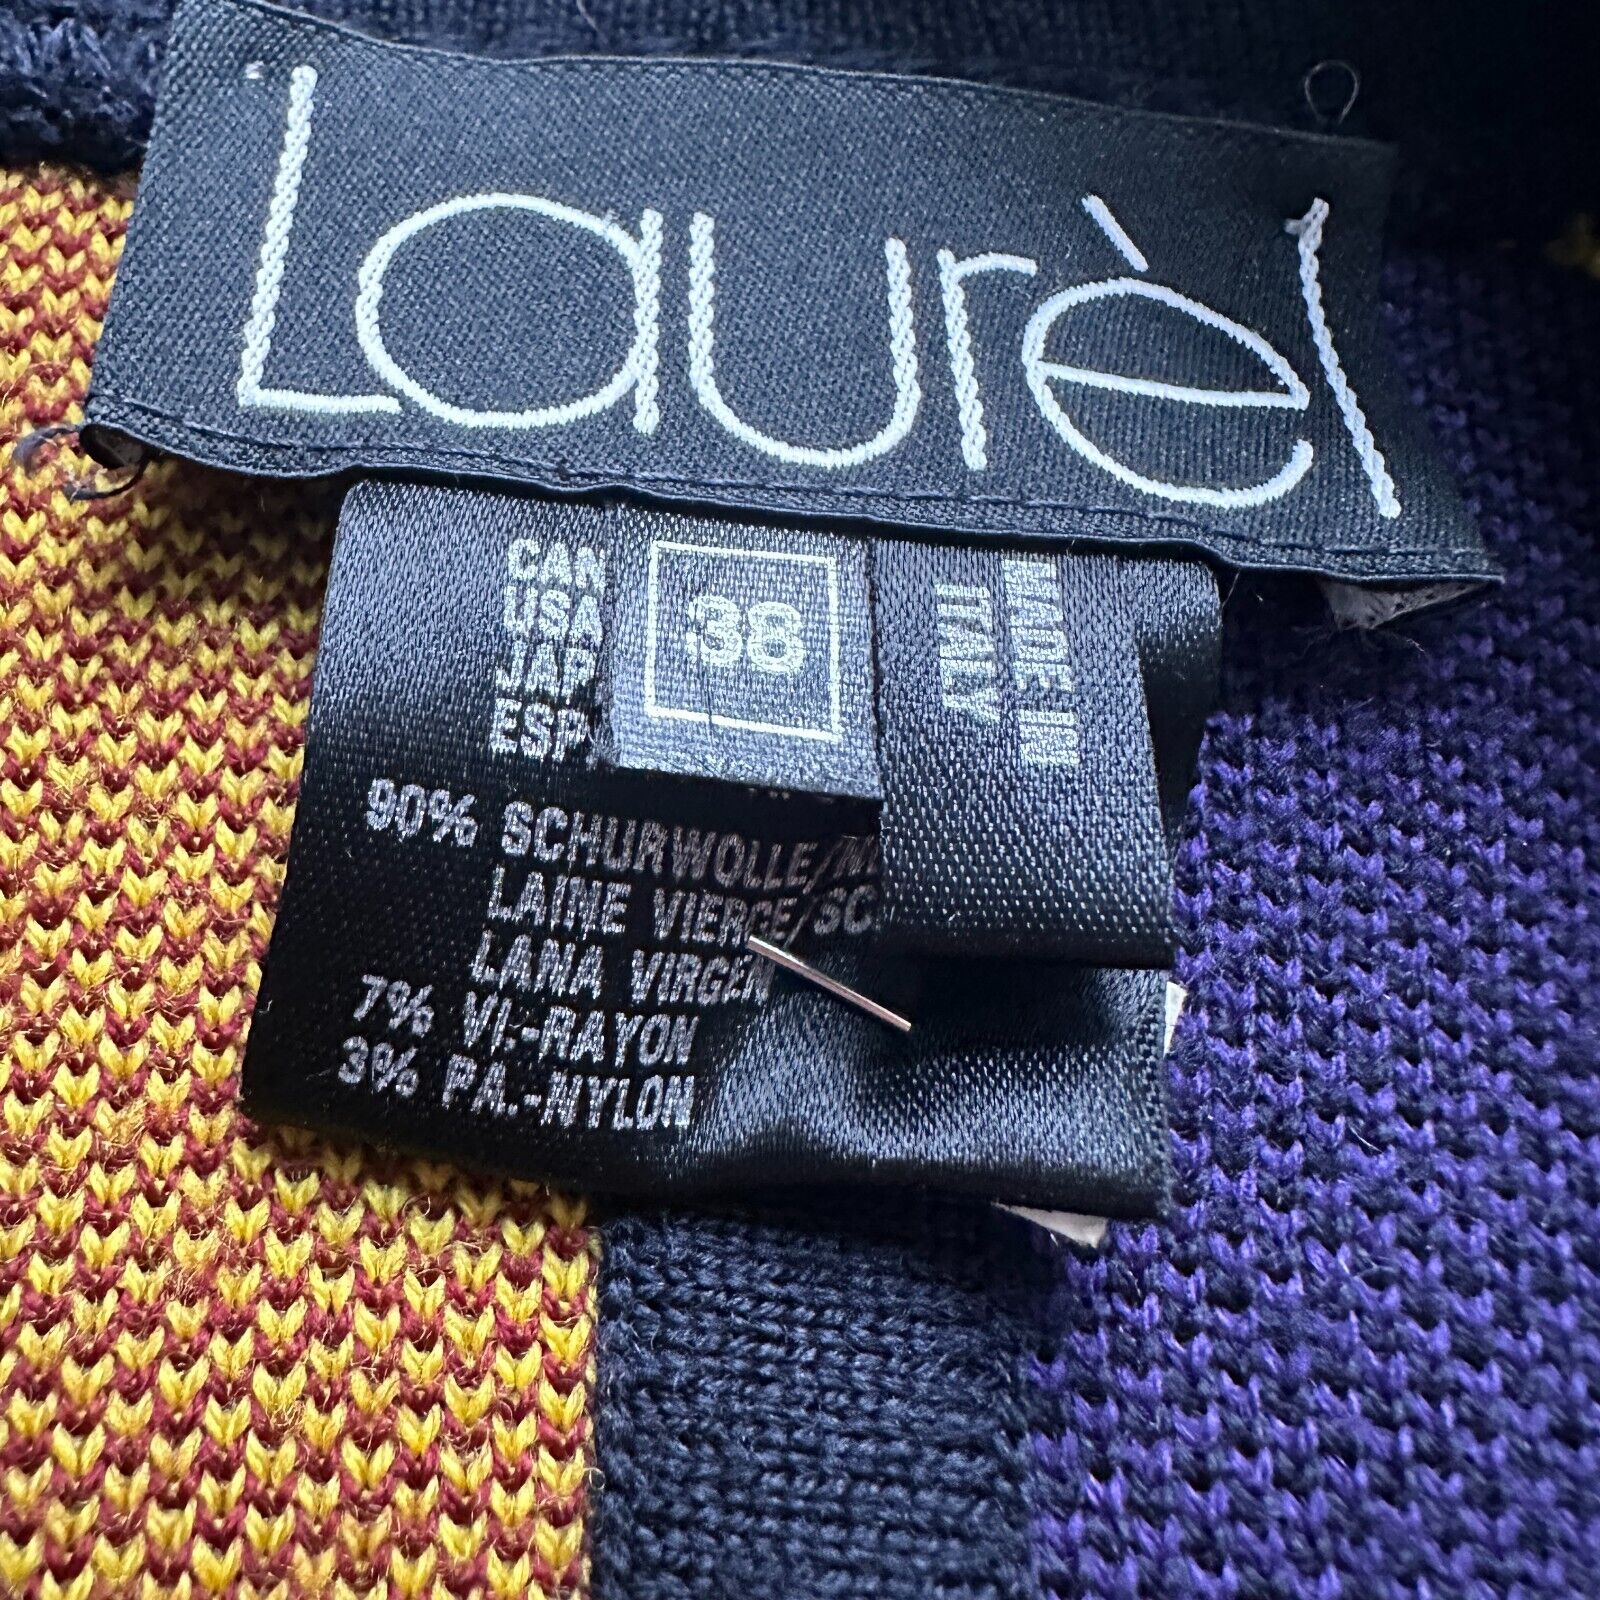 Laurèl
CAN
USA
JAP
ESP
38
MADE IN
ITALY
90% SCHURWOLLE/
LAINE VIERGE/SC
LANA VIRGEN
7% VI.-RAYON
3% PA.-NYLON